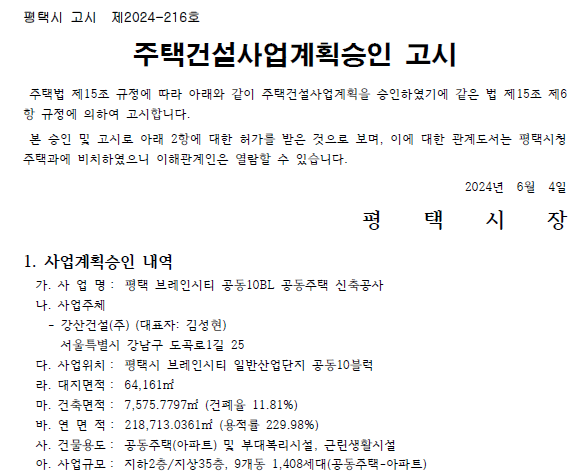 평택시 고시  제2024-216호
주택건설사업계획승인 고시
주택법 제15조 규정에 따라 아래와 같이 주택건설사업계획을 승인하였기에 같은 법 제15조 제6
항 규정에 의하여 고시합니다.
본 승인 및 고시로 아래 2항에 대한 허가를 받은 것으로 보며, 이에 대한 관계도서는 평택시청
주택과에 비치하였으니 이해관계인은 열람할 수 있습니다.
2024년  6월  4일
평 택 시 장
1. 사업계획승인 내역
가. 사 업 명 : 평택 브레인시티 공동10BL 공동주택 신축공사
나. 사업주체
- 강산건설(주) (대표자: 김성현)
서울특별시 강남구 도곡로1길 25
다. 사업위치 : 평택시 브레인시티 일반산업단지 공동10블럭
라. 대지면적 : 64,161㎡
마. 건축면적 : 7,575.7797㎡ (건폐율 11.81%)
바. 연 면 적 : 218,713.0361㎡ (용적률 229.98%)
사. 건물용도 : 공동주택(아파트) 및 부대복리시설, 근린생활시설
아. 사업규모 : 지하2층/지상35층, 9개동 1,408세대(공동주택-아파트)